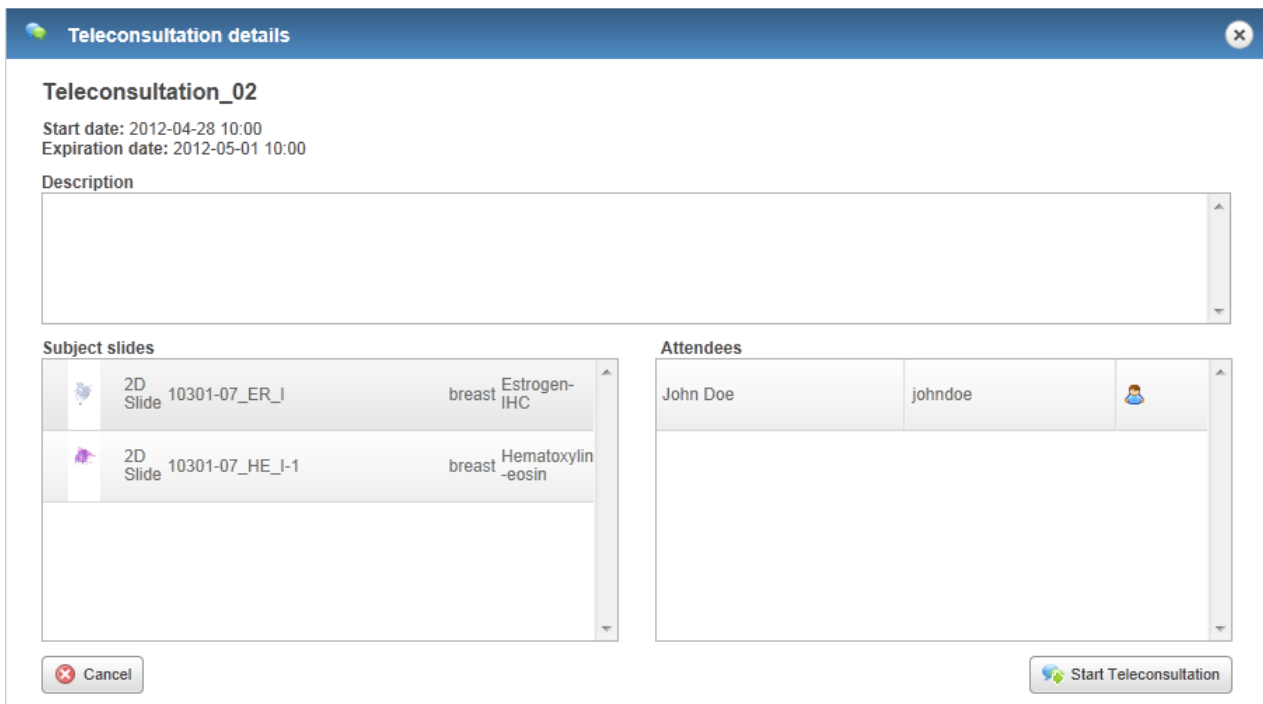 Teleconsultation details
Teleconsultation_02
Start date: 2012-04-28 10:00
Expiration date: 2012-05-01 10:00
Description
Subject slides
2D
Slide 10301-07_ER_I breast Estrogen-
IHC
2D
Slide 10301-07_HE_I-1 breast Hematoxylin
-eosin
Attendees
John Doe johndoe
Cancel
Start Teleconsultation